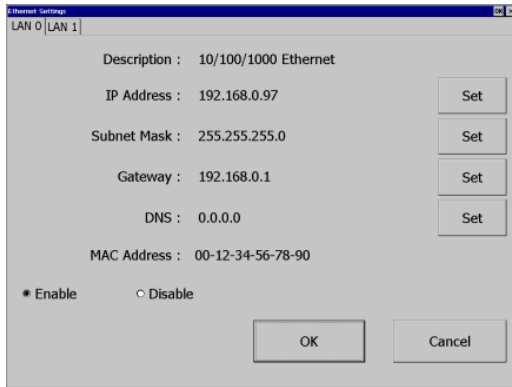 Ethernet Settings OK ×
LAN 0 LAN 1
Description : 10/100/1000 Ethernet
IP Address : 192.168.0.97 Set
Subnet Mask : 255.255.255.0 Set
Gateway : 192.168.0.1 Set
DNS : 0.0.0.0 Set
MAC Address : 00-12-34-56-78-90
Enable Disable
OK Cancel